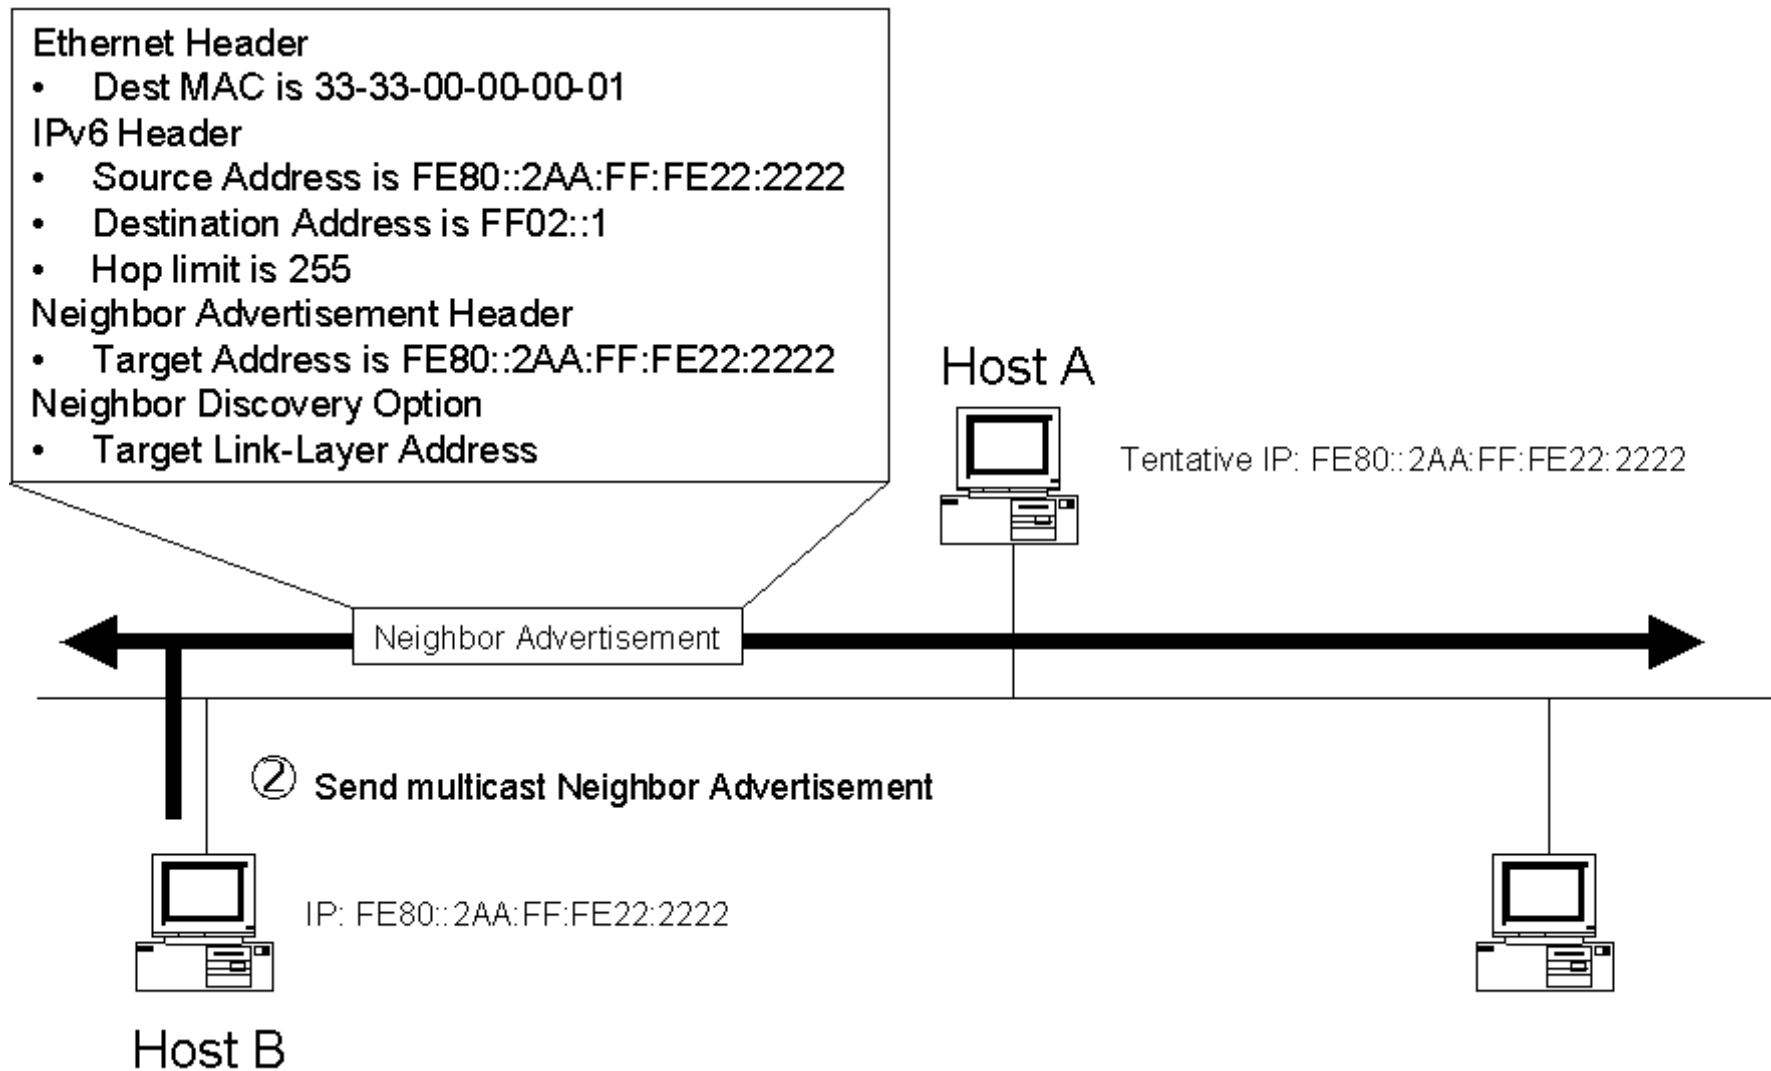 Ethernet Header
• Dest MAC is 33-33-00-00-00-01
IPv6 Header
• Source Address is FE80::2AA:FF:FE22:2222
• Destination Address is FF02::1
• Hop limit is 255
Neighbor Advertisement Header
• Target Address is FE80::2AA:FF:FE22:2222
Neighbor Discovery Option
• Target Link-Layer Address
Host A
Tentative IP: FE80::2AA:FF:FE22:2222
Neighbor Advertisement
② Send multicast Neighbor Advertisement
IP: FE80::2AA:FF:FE22:2222
Host B